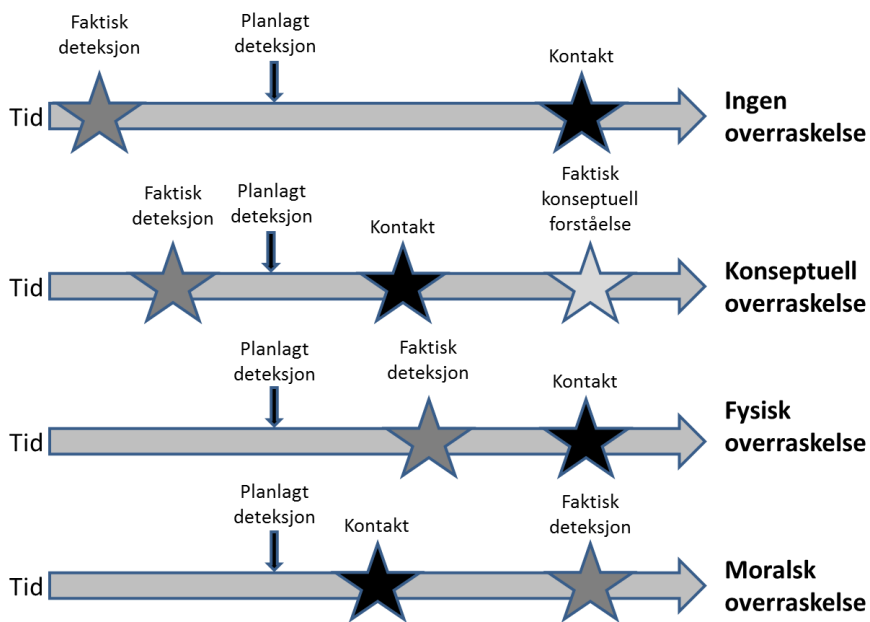 Faktisk
deteksjon
Planlagt
deteksjon
Kontakt
Tid
Ingen
overraskelse
Faktisk
deteksjon
Planlagt
deteksjon
Kontakt
Faktisk
konseptuell
forståelse
Tid
Konseptuell
overraskelse
Planlagt
deteksjon
Faktisk
deteksjon
Kontakt
Tid
Fysisk
overraskelse
Planlagt
deteksjon
Kontakt
Faktisk
deteksjon
Tid
Moralsk
overraskelse